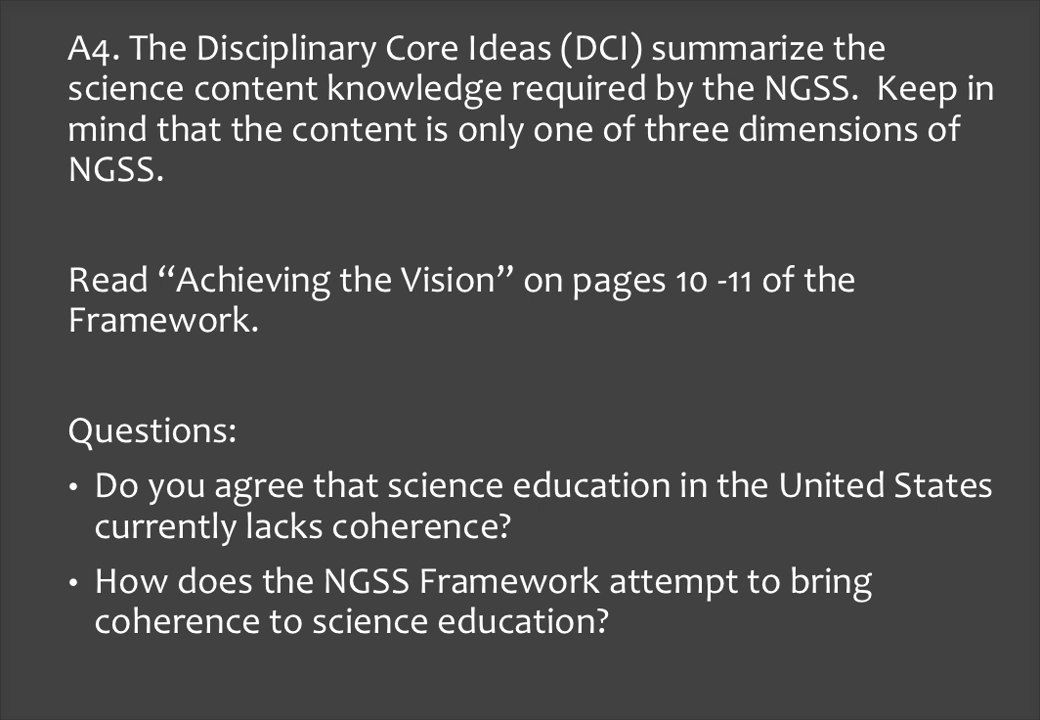 A4. The Disciplinary Core Ideas (DCI) summarize the
science content knowledge required by the NGSS.  Keep in
mind that the content is only one of three dimensions of
NGSS.
Read “Achieving the Vision” on pages 10 -11 of the
Framework.
Questions:
• Do you agree that science education in the United States
currently lacks coherence?
• How does the NGSS Framework attempt to bring
coherence to science education?